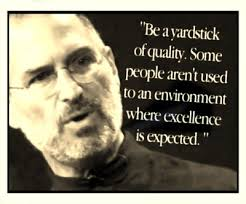 "Be a yardstick
of quality. Some
people aren't used
to an environment
where excellence
is expected. "